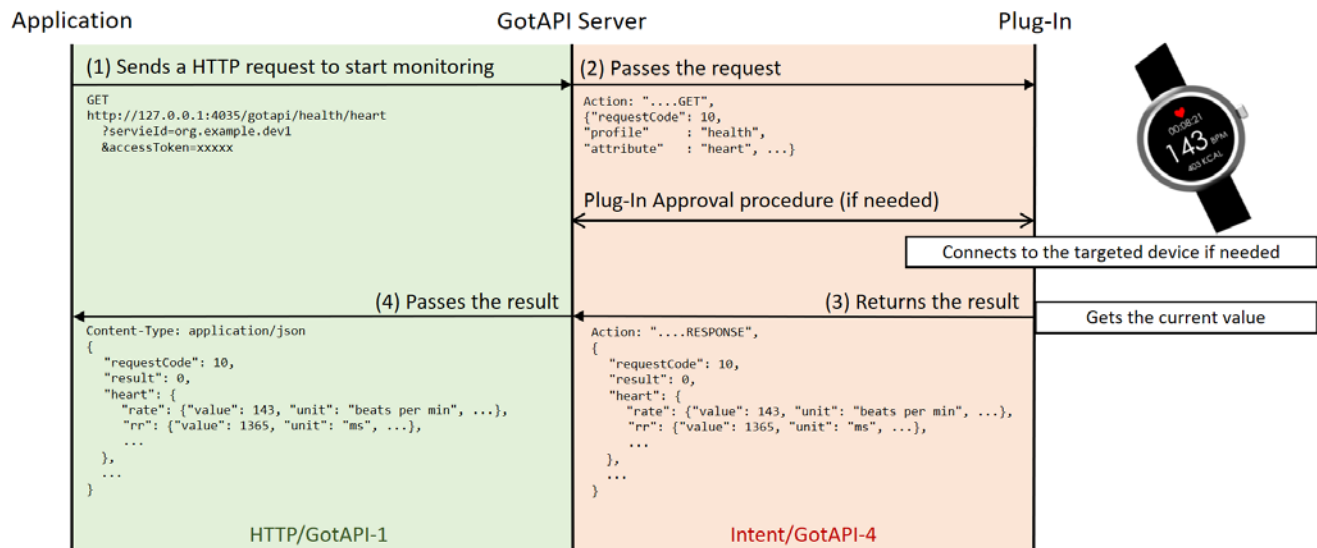 Application
GotAPI Server
Plug-In
(1) Sends a HTTP request to start monitoring
(2) Passes the request
GET
http://127.0.0.1:4035/gotapi/health/heart
?servieId=org.example.dev1
&accessToken=xxxxx
Action: "....GET",
{"requestCode": 10,
"profile" : "health",
"attribute" : "heart", ...}
00:08:21
143 BPM
403 KCAL
Plug-In Approval procedure (if needed)
Connects to the targeted device if needed
(4) Passes the result
(3) Returns the result
Gets the current value
Content-Type: application/json
{
"requestCode": 10,
"result": 0,
"heart": {
"rate": {"value": 143, "unit": "beats per min", ...},
"rr": {"value": 1365, "unit": "ms", ...},
...
},
...
}
Action: "....RESPONSE",
{
"requestCode": 10,
"result": 0,
"heart": {
"rate": {"value": 143, "unit": "beats per min", ...},
"rr": {"value": 1365, "unit": "ms", ...},
...
},
...
}
HTTP/GotAPI-1
Intent/GotAPI-4